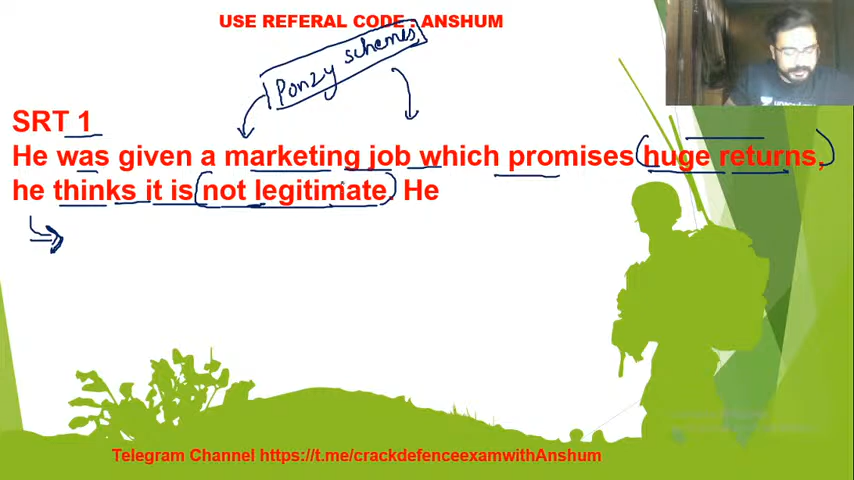 USE REFERAL CODE - ANSHUM
Ponzy schemes
SRT 1
He was given a marketing job which promises huge returns,
he thinks it is not legitimate. He
Telegram Channel https://t.me/crackdefenceexamwithAnshum